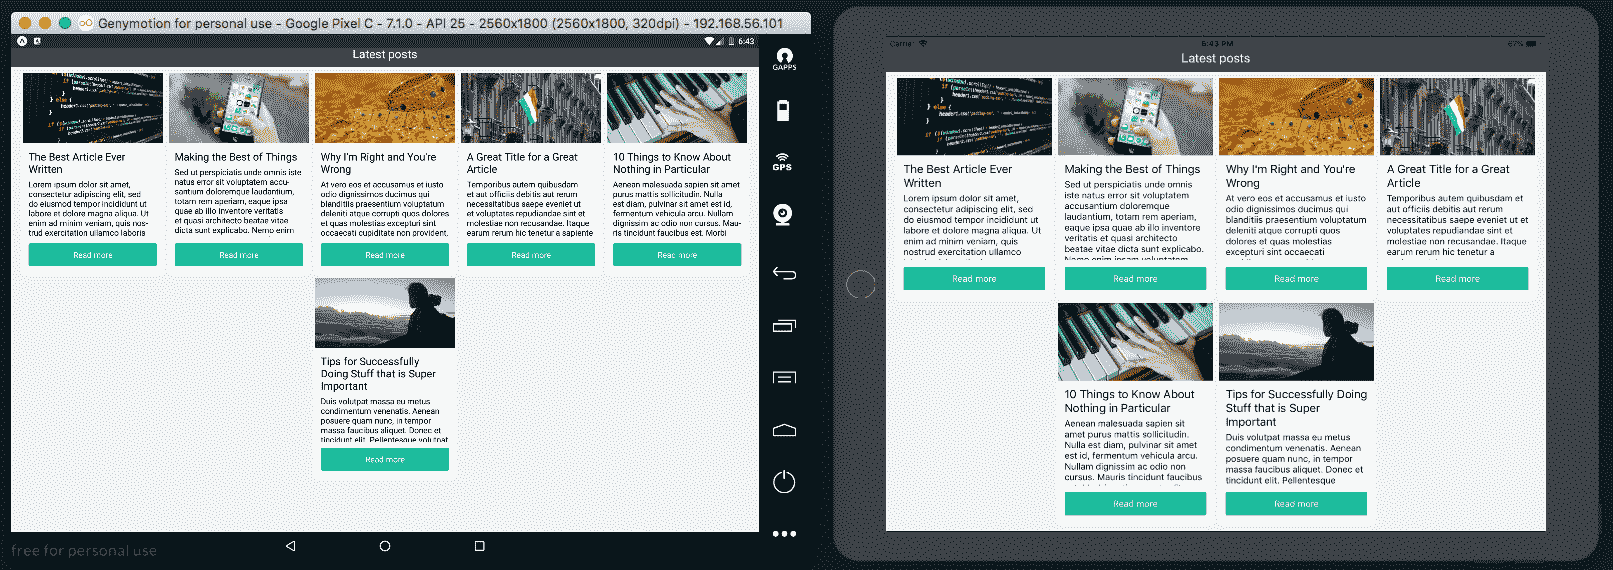 Genymotion for personal use - Google Pixel C - 7.1.0 - API 25 - 2560x1800 (2560x1800, 320dpi) - 192.168.56.101
6:43
Latest posts
The Best Article Ever
Written
Lorem ipsum dolor sit amet,
consectetur adipiscing elit, sed
do eiusmod tempor incididunt ut
labore et dolore magna aliqua. Ut
enim ad minim veniam, quis nos-
trud exercitation ullamco laboris
Read more
Making the Best of Things
Sed ut perspiciatis unde omnis iste
natus error sit voluptatem accu-
santium doloremque laudantium,
totam rem aperiam, eaque ipsa
quae ab illo inventore veritatis
et quasi architecto beatae vitae
dicta sunt explicabo. Nemo enim
Read more
Why I'm Right and You're
Wrong
At vero eos et accusamus et iusto
odio dignissimos ducimus qui
blanditiis praesentium voluptatum
deleniti atque corrupti quos dolores
et quas molestias excepturi sint
occaecati cupiditate non provident,
Read more
A Great Title for a Great
Article
Temporibus autem quibusdam
et aut officiis debitis aut rerum
necessitatibus saepe eveniet ut
et voluptates repudiandae sint et
molestiae non recusandae. Itaque
earum rerum hic tenetur a sapiente
Read more
10 Things to Know About
Nothing in Particular
Aenean malesuada sapien sit amet
purus mattis sollicitudin. Nulla
est diam, pulvinar sit amet est id,
fermentum vehicula arcu. Nullam
dignissim ac odio non cursus. Mau-
ris tincidunt faucibus est. Morbi
Read more
Tips for Successfully
Doing Stuff that is Super
Important
Duis volutpat massa eu metus
condimentum venenatis. Aenean
posuere quam nunc, in tempor
massa faucibus aliquet. Donec et
tincidunt elit. Pellentesque volutpat
Read more
free for personal use
GAPPS
GPS
Carrier
6:43 PM
67%
Latest posts
The Best Article Ever
Written
Lorem ipsum dolor sit amet,
consectetur adipiscing elit, sed
do eiusmod tempor incididunt ut
labore et dolore magna aliqua. Ut
enim ad minim veniam, quis
nostrud exercitation ullamco
Read more
Making the Best of Things
Sed ut perspiciatis unde omnis
iste natus error sit voluptatem
accusantium doloremque
laudantium, totam rem aperiam,
eaque ipsa quae ab illo inventore
veritatis et quasi architecto
beatae vitae dicta sunt explicabo.
Nemo enim ipsam voluptatem
Read more
Why I'm Right and You're
Wrong
At vero eos et accusamus et
iusto odio dignissimos ducimus
qui blanditiis praesentium voluptatum
deleniti atque corrupti quos
dolores et quas molestias
excepturi sint occaecati
Read more
A Great Title for a Great
Article
Temporibus autem quibusdam et
aut officiis debitis aut rerum
necessitatibus saepe eveniet ut et
voluptates repudiandae sint et
molestiae non recusandae. Itaque
earum rerum hic tenetur a
Read more
10 Things to Know About
Nothing in Particular
Aenean malesuada sapien sit
amet purus mattis sollicitudin.
Nulla est diam, pulvinar sit amet
est id, fermentum vehicula arcu.
Nullam dignissim ac odio non
cursus. Mauris tincidunt faucibus
Read more
Tips for Successfully Doing
Stuff that is Super
Important
Duis volutpat massa eu metus
condimentum venenatis. Aenean
posuere quam nunc, in tempor
massa faucibus aliquet. Donec et
tincidunt elit. Pellentesque
Read more